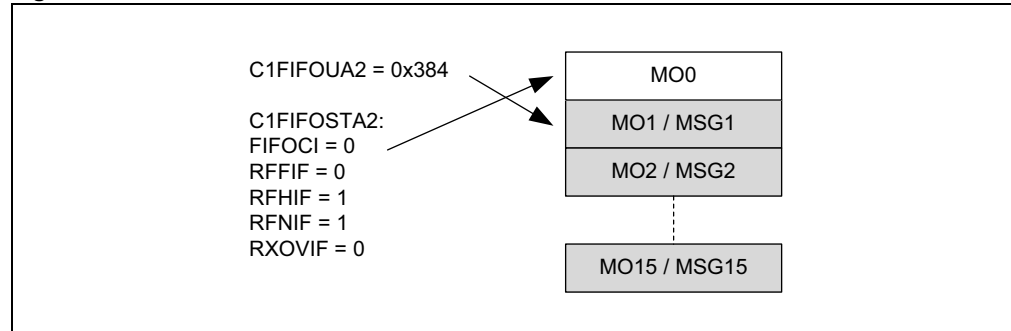 C1FIFOUA2 = 0x384
C1FIFOSTA2:
FIFOCI = 0
RFFIF = 0
RFHIF = 1
RFNIF = 1
RXOVIF = 0
MO0
MO1 / MSG1
MO2 / MSG2
MO15 / MSG15